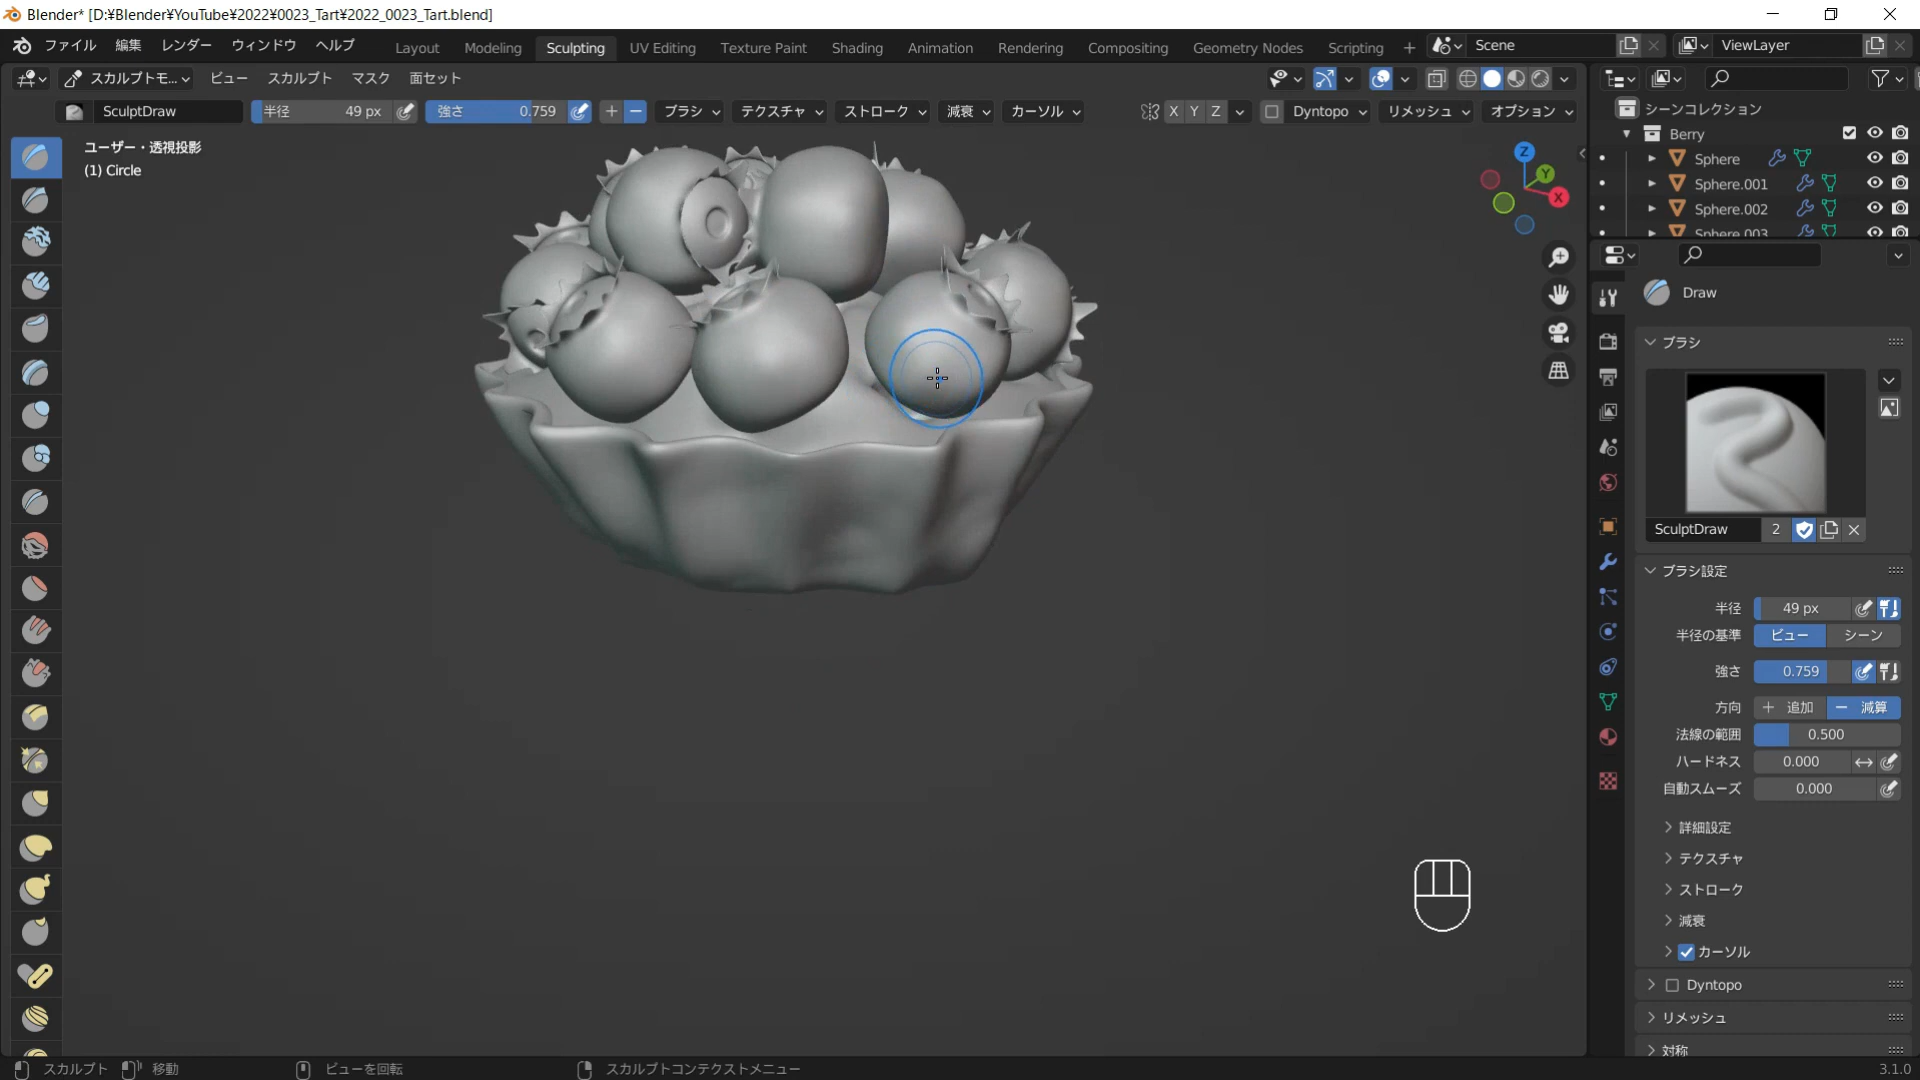 Blender* [D:¥Blender¥YouTube¥2022¥0023_Tart¥2022_0023_Tart.blend]
ファイル 編集 レンダー ウィンドウ ヘルプ Layout Modeling Sculpting UV Editing Texture Paint Shading Animation Rendering Compositing Geometry Nodes Scripting Scene ViewLayer
スカルプトモ... ビュー スカルプト マスク 面セット
SculptDraw 半径 49 px 強さ 0.759 ブラシ テクスチャ ストローク 減衰 カーソル X Y Z Dyntopo リメッシュ オプション
ユーザー・透視投影
(1) Circle
Z
Y
X
シーンコレクション
Berry
Sphere
Sphere.001
Sphere.002
Sphere.003
Draw
ブラシ
SculptDraw 2
ブラシ設定
半径 49 px
半径の基準 ビュー シーン
強さ 0.759
方向 + 追加 − 減算
法線の範囲 0.500
ハードネス 0.000
自動スムーズ 0.000
詳細設定
テクスチャ
ストローク
減衰
カーソル
Dyntopo
リメッシュ
対称
スカルプト 移動 ビューを回転 スカルプトコンテクストメニュー 3.1.0